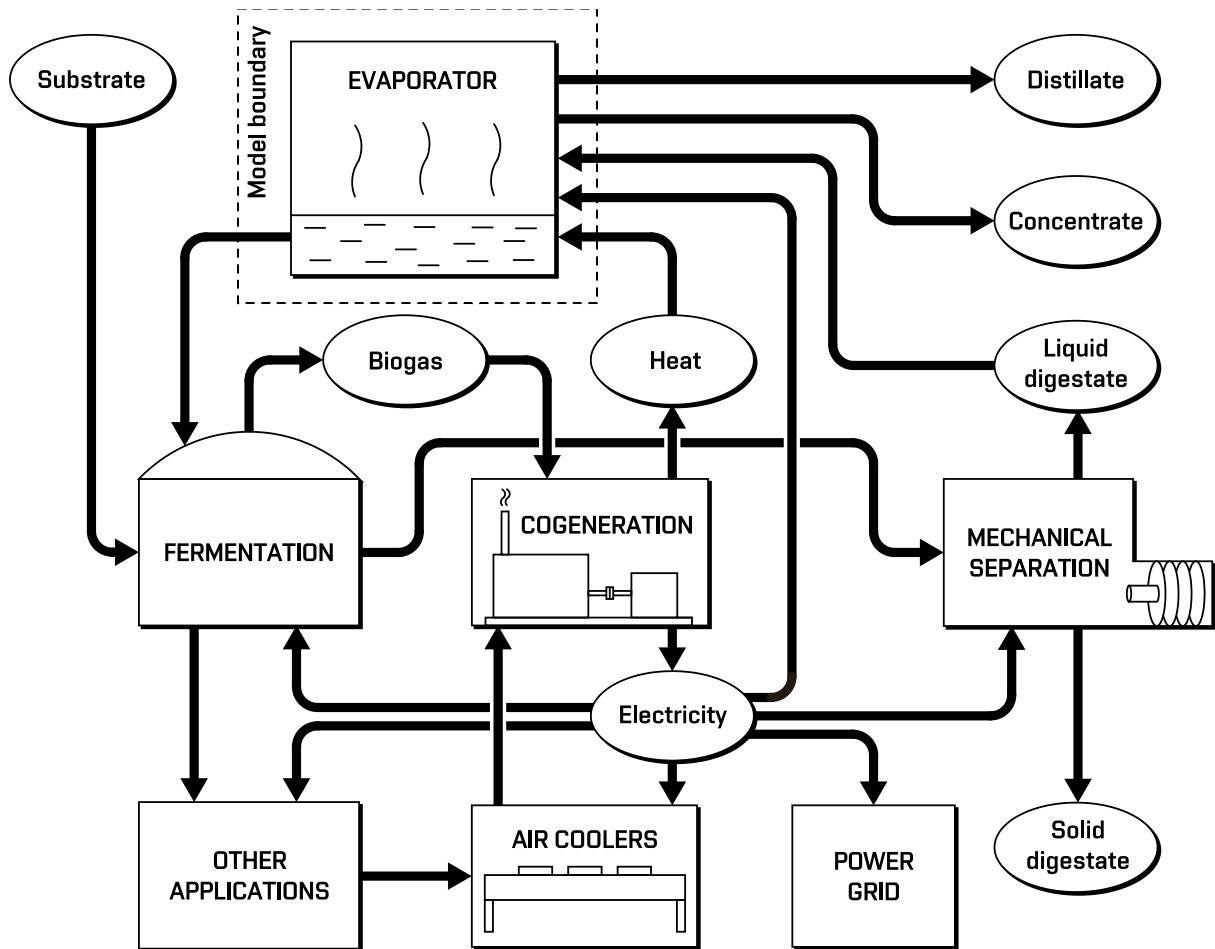 Substrate
Model boundary
EVAPORATOR
Distillate
Concentrate
Biogas
Heat
Liquid
digestate
FERMENTATION
COGENERATION
MECHANICAL
SEPARATION
Electricity
OTHER
APPLICATIONS
AIR COOLERS
POWER
GRID
Solid
digestate